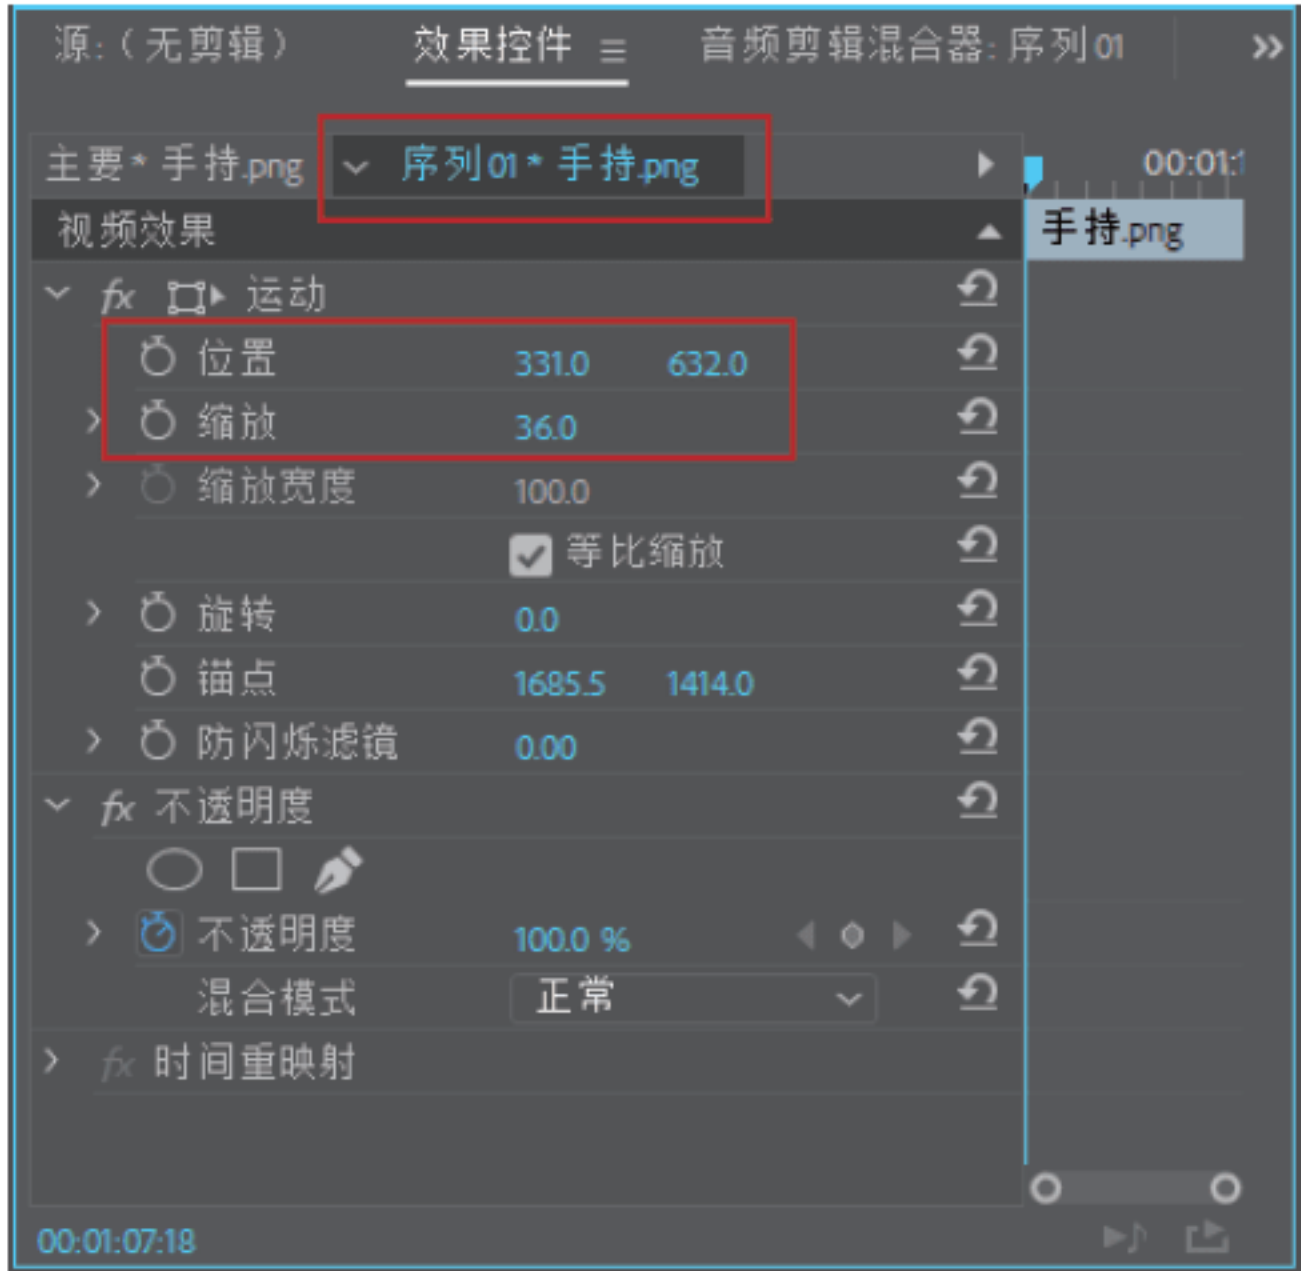 源:（无剪辑） 效果控件 ≡ 音频剪辑混合器: 序列 01 »
主要* 手持.png 序列 01 * 手持.png 00:01:1
视频效果 手持.png
fx 运动
位置 331.0 632.0
缩放 36.0
缩放宽度 100.0
等比缩放
旋转 0.0
锚点 1685.5 1414.0
防闪烁滤镜 0.00
fx 不透明度
不透明度 100.0 %
混合模式 正常
fx 时间重映射
00:01:07:18